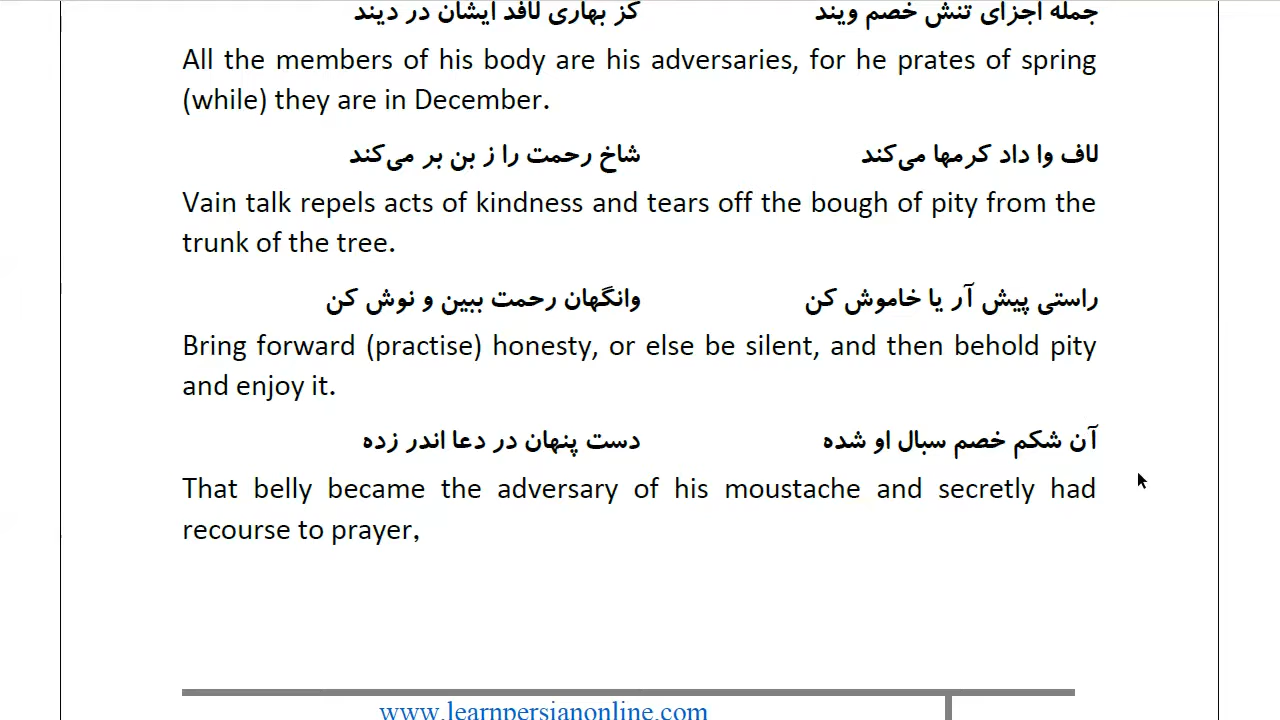 جمله اجزای تنش خصم ویند کز بهاری لافد ایشان در دیند
All the members of his body are his adversaries, for he prates of spring
(while) they are in December.
لاف وا داد کرمها می‌کند شاخ رحمت را ز بن بر می‌کند
Vain talk repels acts of kindness and tears off the bough of pity from the
trunk of the tree.
راستی پیش آر یا خاموش کن وانگهان رحمت ببین و نوش کن
Bring forward (practise) honesty, or else be silent, and then behold pity
and enjoy it.
آن شکم خصم سبال او شده دست پنهان در دعا اندر زده
That belly became the adversary of his moustache and secretly had
recourse to prayer,
www.learnpersianonline.com